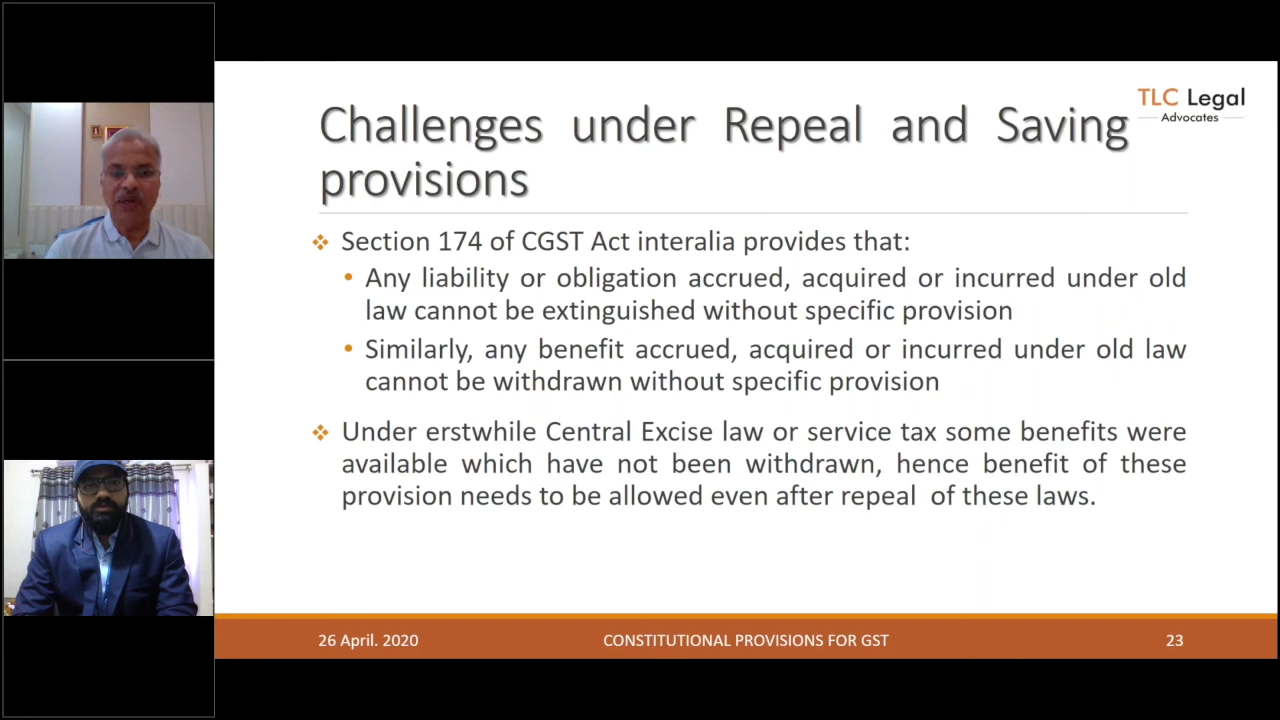 TLC Legal
Advocates
Challenges under Repeal and Saving
provisions
❖ Section 174 of CGST Act interalia provides that:
• Any liability or obligation accrued, acquired or incurred under old
law cannot be extinguished without specific provision
• Similarly, any benefit accrued, acquired or incurred under old law
cannot be withdrawn without specific provision
❖ Under erstwhile Central Excise law or service tax some benefits were
available which have not been withdrawn, hence benefit of these
provision needs to be allowed even after repeal of these laws.
26 April. 2020
CONSTITUTIONAL PROVISIONS FOR GST
23